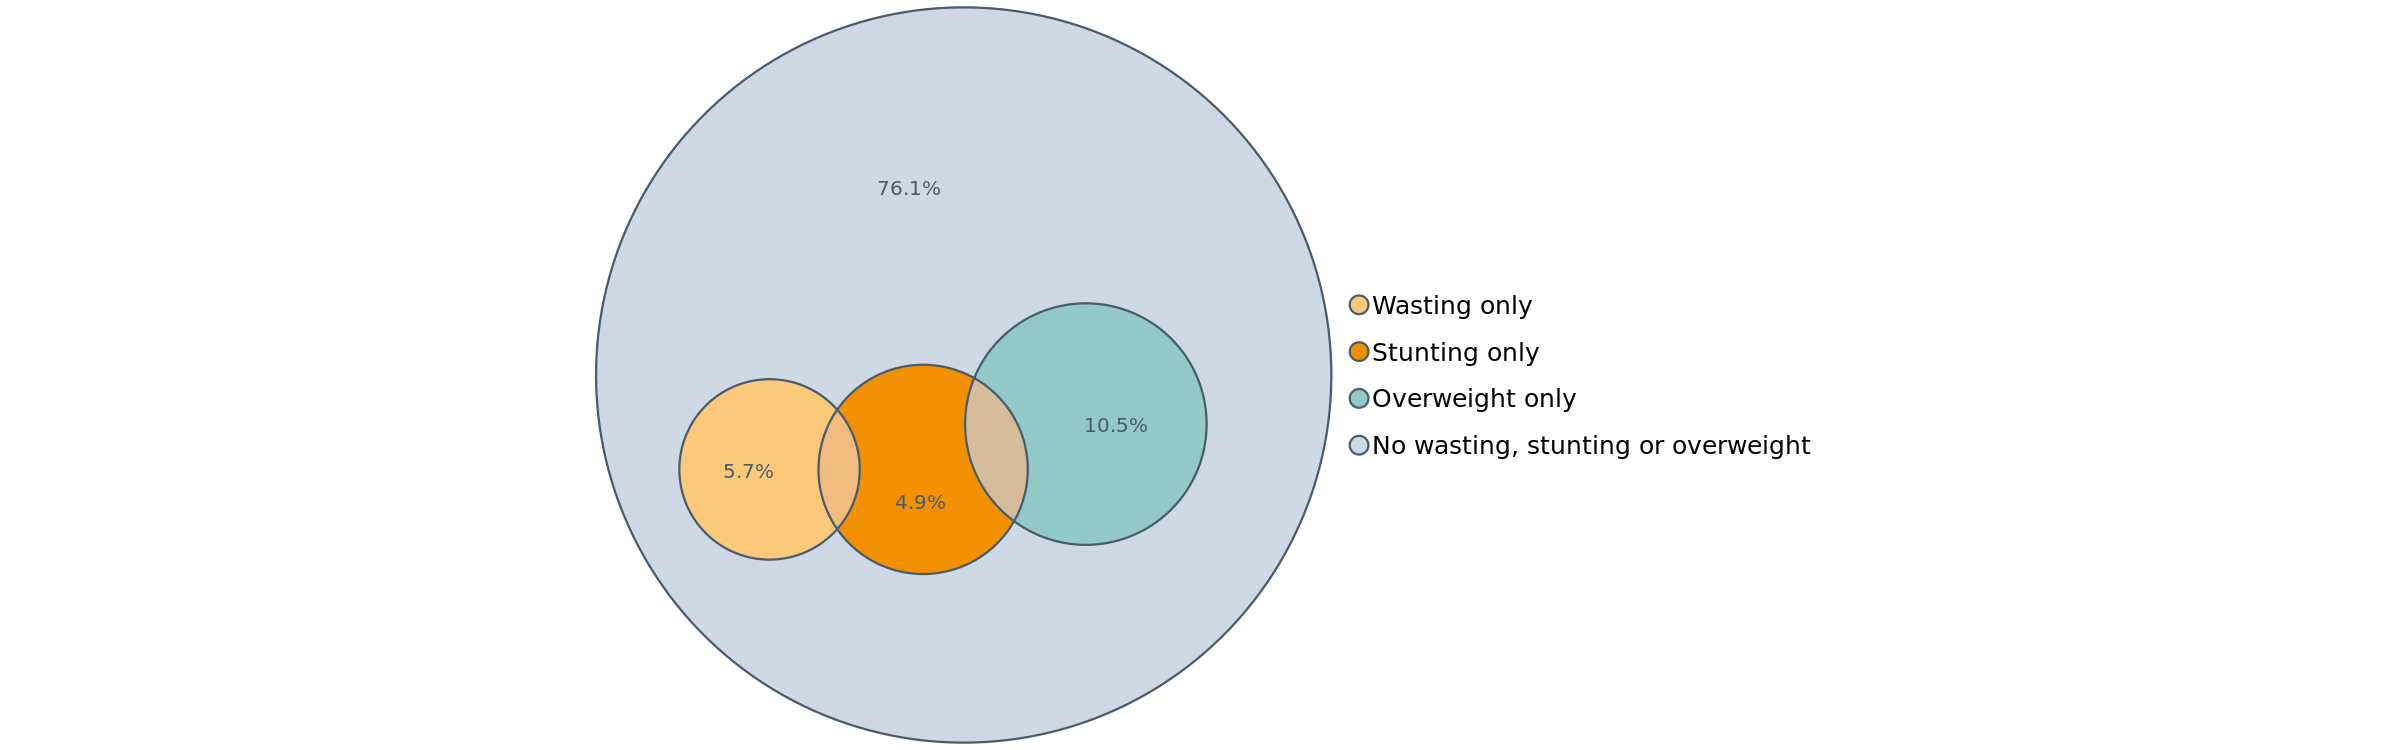 76.1%
5.7%
4.9%
10.5%
Wasting only
Stunting only
Overweight only
No wasting, stunting or overweight